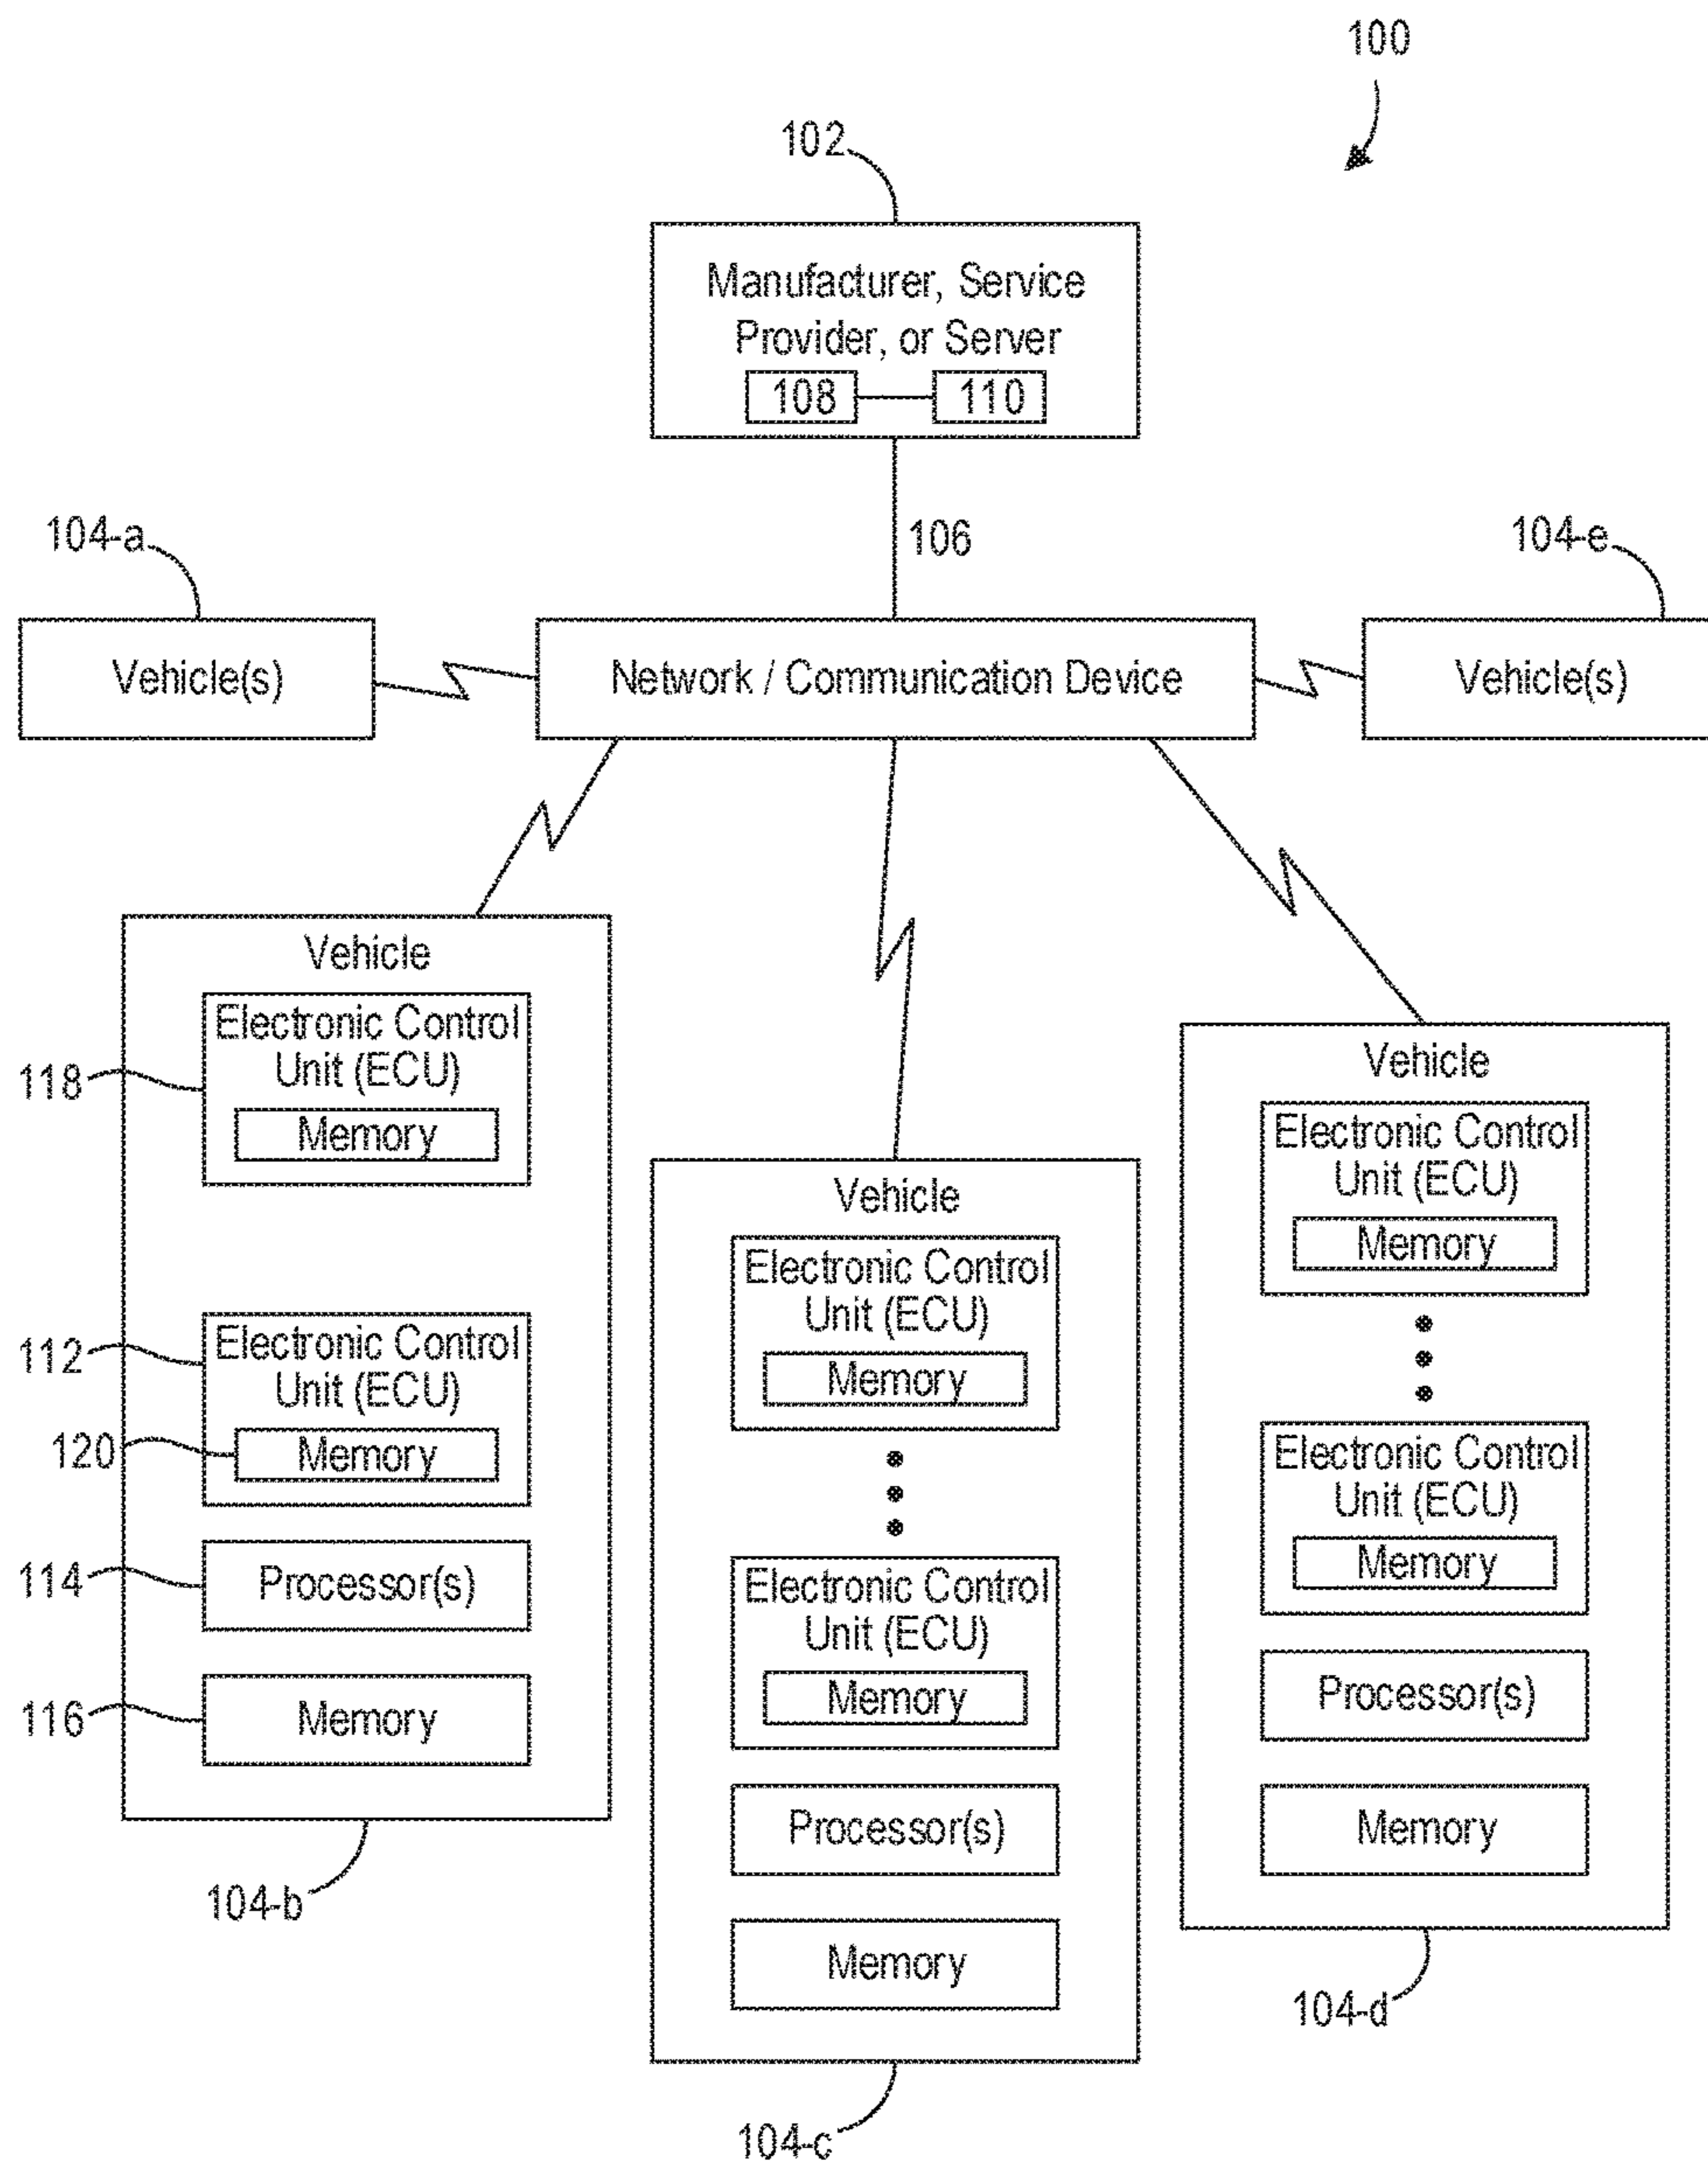 100
102
Manufacturer, Service
Provider, or Server
108
110
106
104-a
104-e
Vehicle(s)
Network / Communication Device
Vehicle(s)
Vehicle
Electronic Control
Unit (ECU)
118
Memory
112
Electronic Control
Unit (ECU)
120
Memory
114
Processor(s)
116
Memory
104-b
Vehicle
Electronic Control
Unit (ECU)
Memory
Electronic Control
Unit (ECU)
Memory
Processor(s)
Memory
104-c
Vehicle
Electronic Control
Unit (ECU)
Memory
Electronic Control
Unit (ECU)
Memory
Processor(s)
Memory
104-d